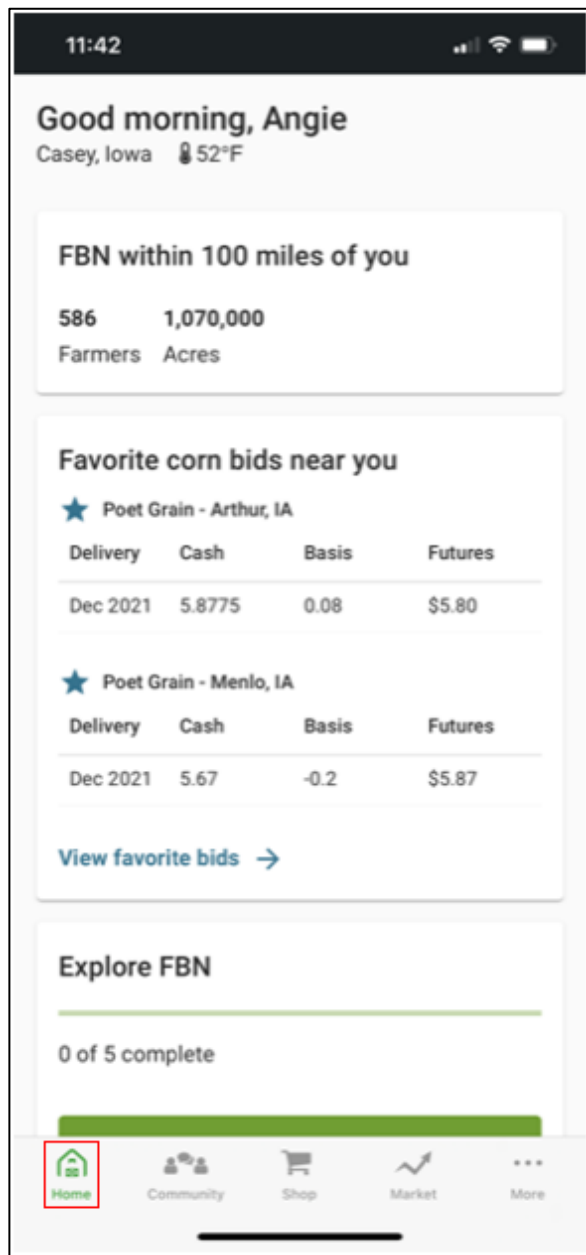 11:42
Good morning, Angie
Casey, Iowa 52°F
FBN within 100 miles of you
586 1,070,000
Farmers Acres
Favorite corn bids near you
Poet Grain - Arthur, IA
Delivery Cash Basis Futures
Dec 2021 5.8775 0.08 $5.80
Poet Grain - Menlo, IA
Delivery Cash Basis Futures
Dec 2021 5.67 -0.2 $5.87
View favorite bids →
Explore FBN
0 of 5 complete
Home Community Shop Market More